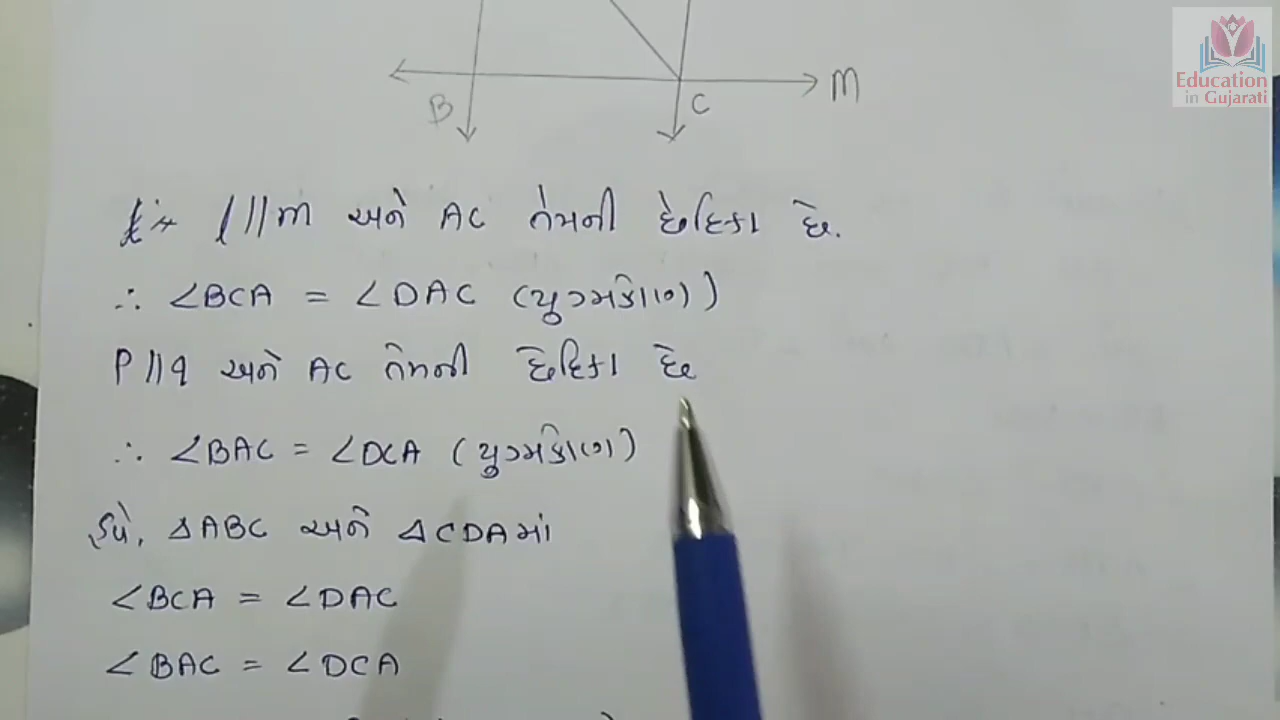 Education
in Gujarati
B
C
m
l || m અને AC તેમની છેદિકા છે.
∴ ∠BCA = ∠DAC (યુગ્મકોણો)
P || q અને AC તેમની છેદિકા છે
∴ ∠BAC = ∠DCA (યુગ્મકોણો)
હવે, ΔABC અને ΔCDAમાં
∠BCA = ∠DAC
∠BAC = ∠DCA